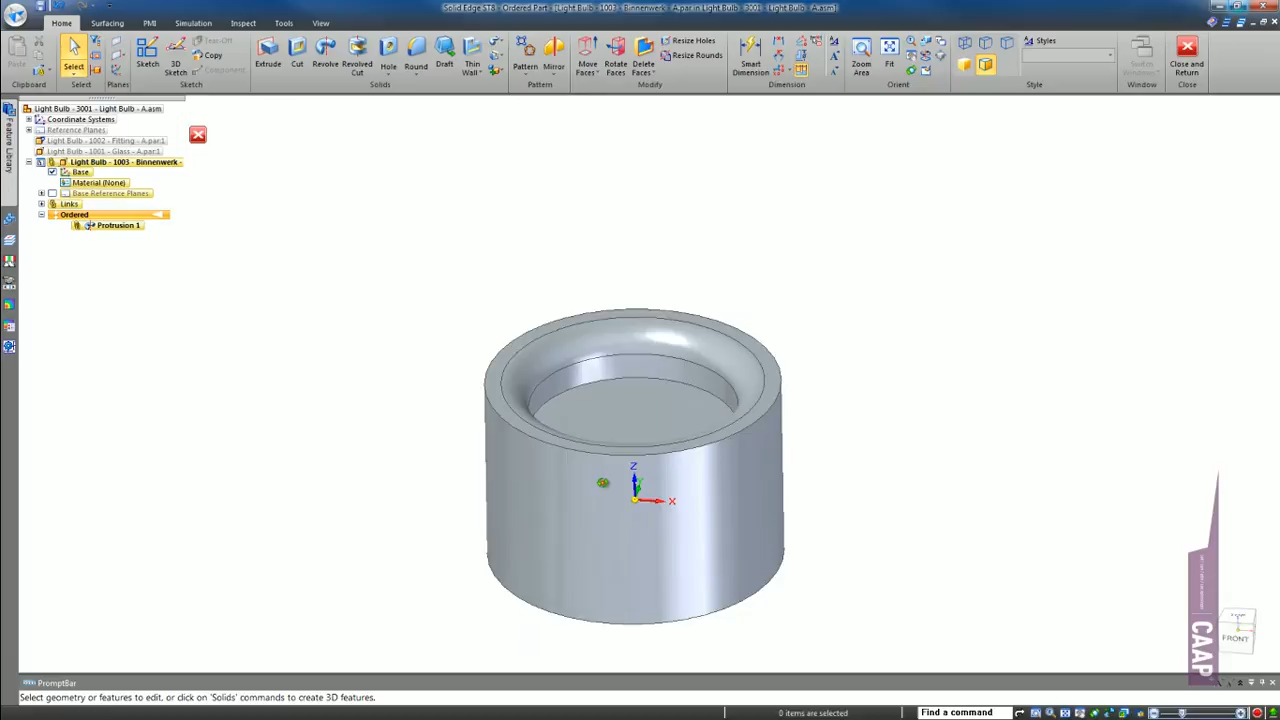 Solid Edge ST8 - Ordered Part - [Light Bulb - 1003 - Binnenwerk - A.par in Light Bulb - 3001 - Light Bulb - A.asm]
Home Surfacing PMI Simulation Inspect Tools View
Tear-Off
Copy
Component
Resize Holes
Resize Rounds
Styles
Paste
Select
Sketch
3D Sketch
Extrude
Cut
Revolve
Revolved Cut
Hole
Round
Draft
Thin Wall
Pattern
Mirror
Move Faces
Rotate Faces
Delete Faces
Smart Dimension
Zoom Area
Fit
Switch Windows
Close and Return
Clipboard Select Planes Sketch Solids Pattern Modify Dimension Orient Style Window Close
Feature Library
Light Bulb - 3001 - Light Bulb - A.asm
Coordinate Systems
Reference Planes
Light Bulb - 1002 - Fitting - A.par:1
Light Bulb - 1001 - Glass - A.par:1
Light Bulb - 1003 - Binnenwerk -
Base
Material (None)
Base Reference Planes
Links
Ordered
Protrusion 1
Z
X
CAAP
TOP
FRONT
PromptBar
Select geometry or features to edit, or click on 'Solids' commands to create 3D features.
0 items are selected
Find a command